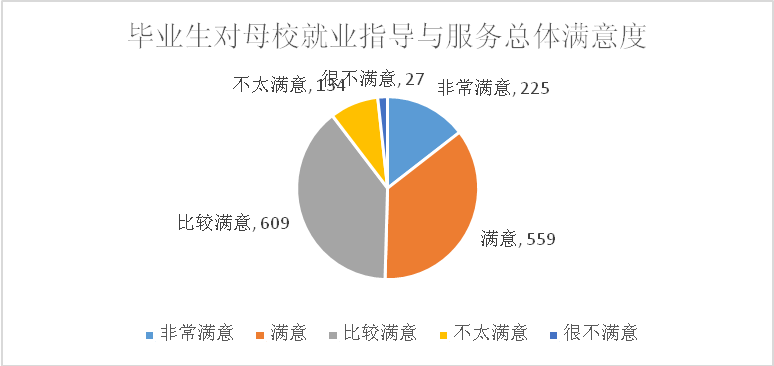 毕业生对母校就业指导与服务总体满意度
很不满意, 27
不太满意, 134
非常满意, 225
比较满意, 609
满意, 559
非常满意 满意 比较满意 不太满意 很不满意